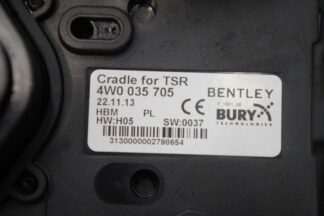 Cradle for TSR
4W0 035 705 BENTLEY
22.11.13
HBM PL CE BURY
HW:H05 SW:0037 TECHNOLOGIES
3130000002798654